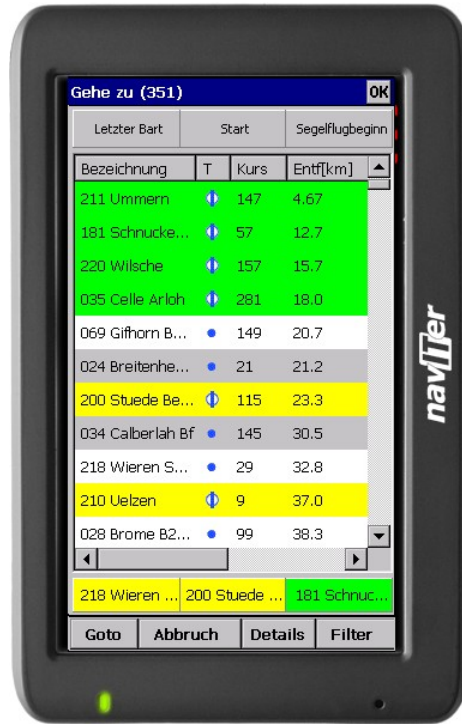 Gehe zu (351) OK
Letzter Bart Start Segelflugbeginn
Bezeichnung T Kurs Entf[km]
211 Ummern 147 4.67
181 Schnucke... 57 12.7
220 Wilsche 157 15.7
035 Celle Arloh 281 18.0
069 Gifhorn B... 149 20.7
024 Breitenhe... 21 21.2
200 Stuede Be... 115 23.3
034 Calberlah Bf 145 30.5
218 Wieren S... 29 32.8
210 Uelzen 9 37.0
028 Brome B2... 99 38.3
218 Wieren ... 200 Stuede ... 181 Schnuc...
Goto Abbruch Details Filter
naviter